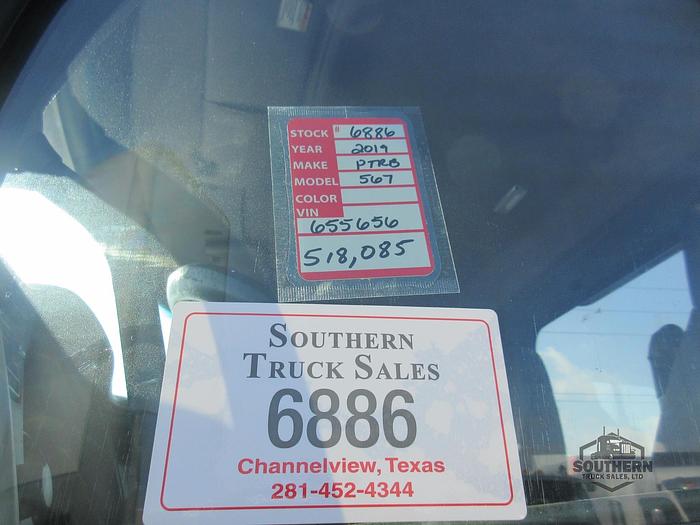 STOCK # 6886
YEAR 2019
MAKE PTRB
MODEL 567
COLOR
VIN
655656
518,085
SOUTHERN
TRUCK SALES
6886
Channelview, Texas
281-452-4344
SOUTHERN
TRUCK SALES, LTD